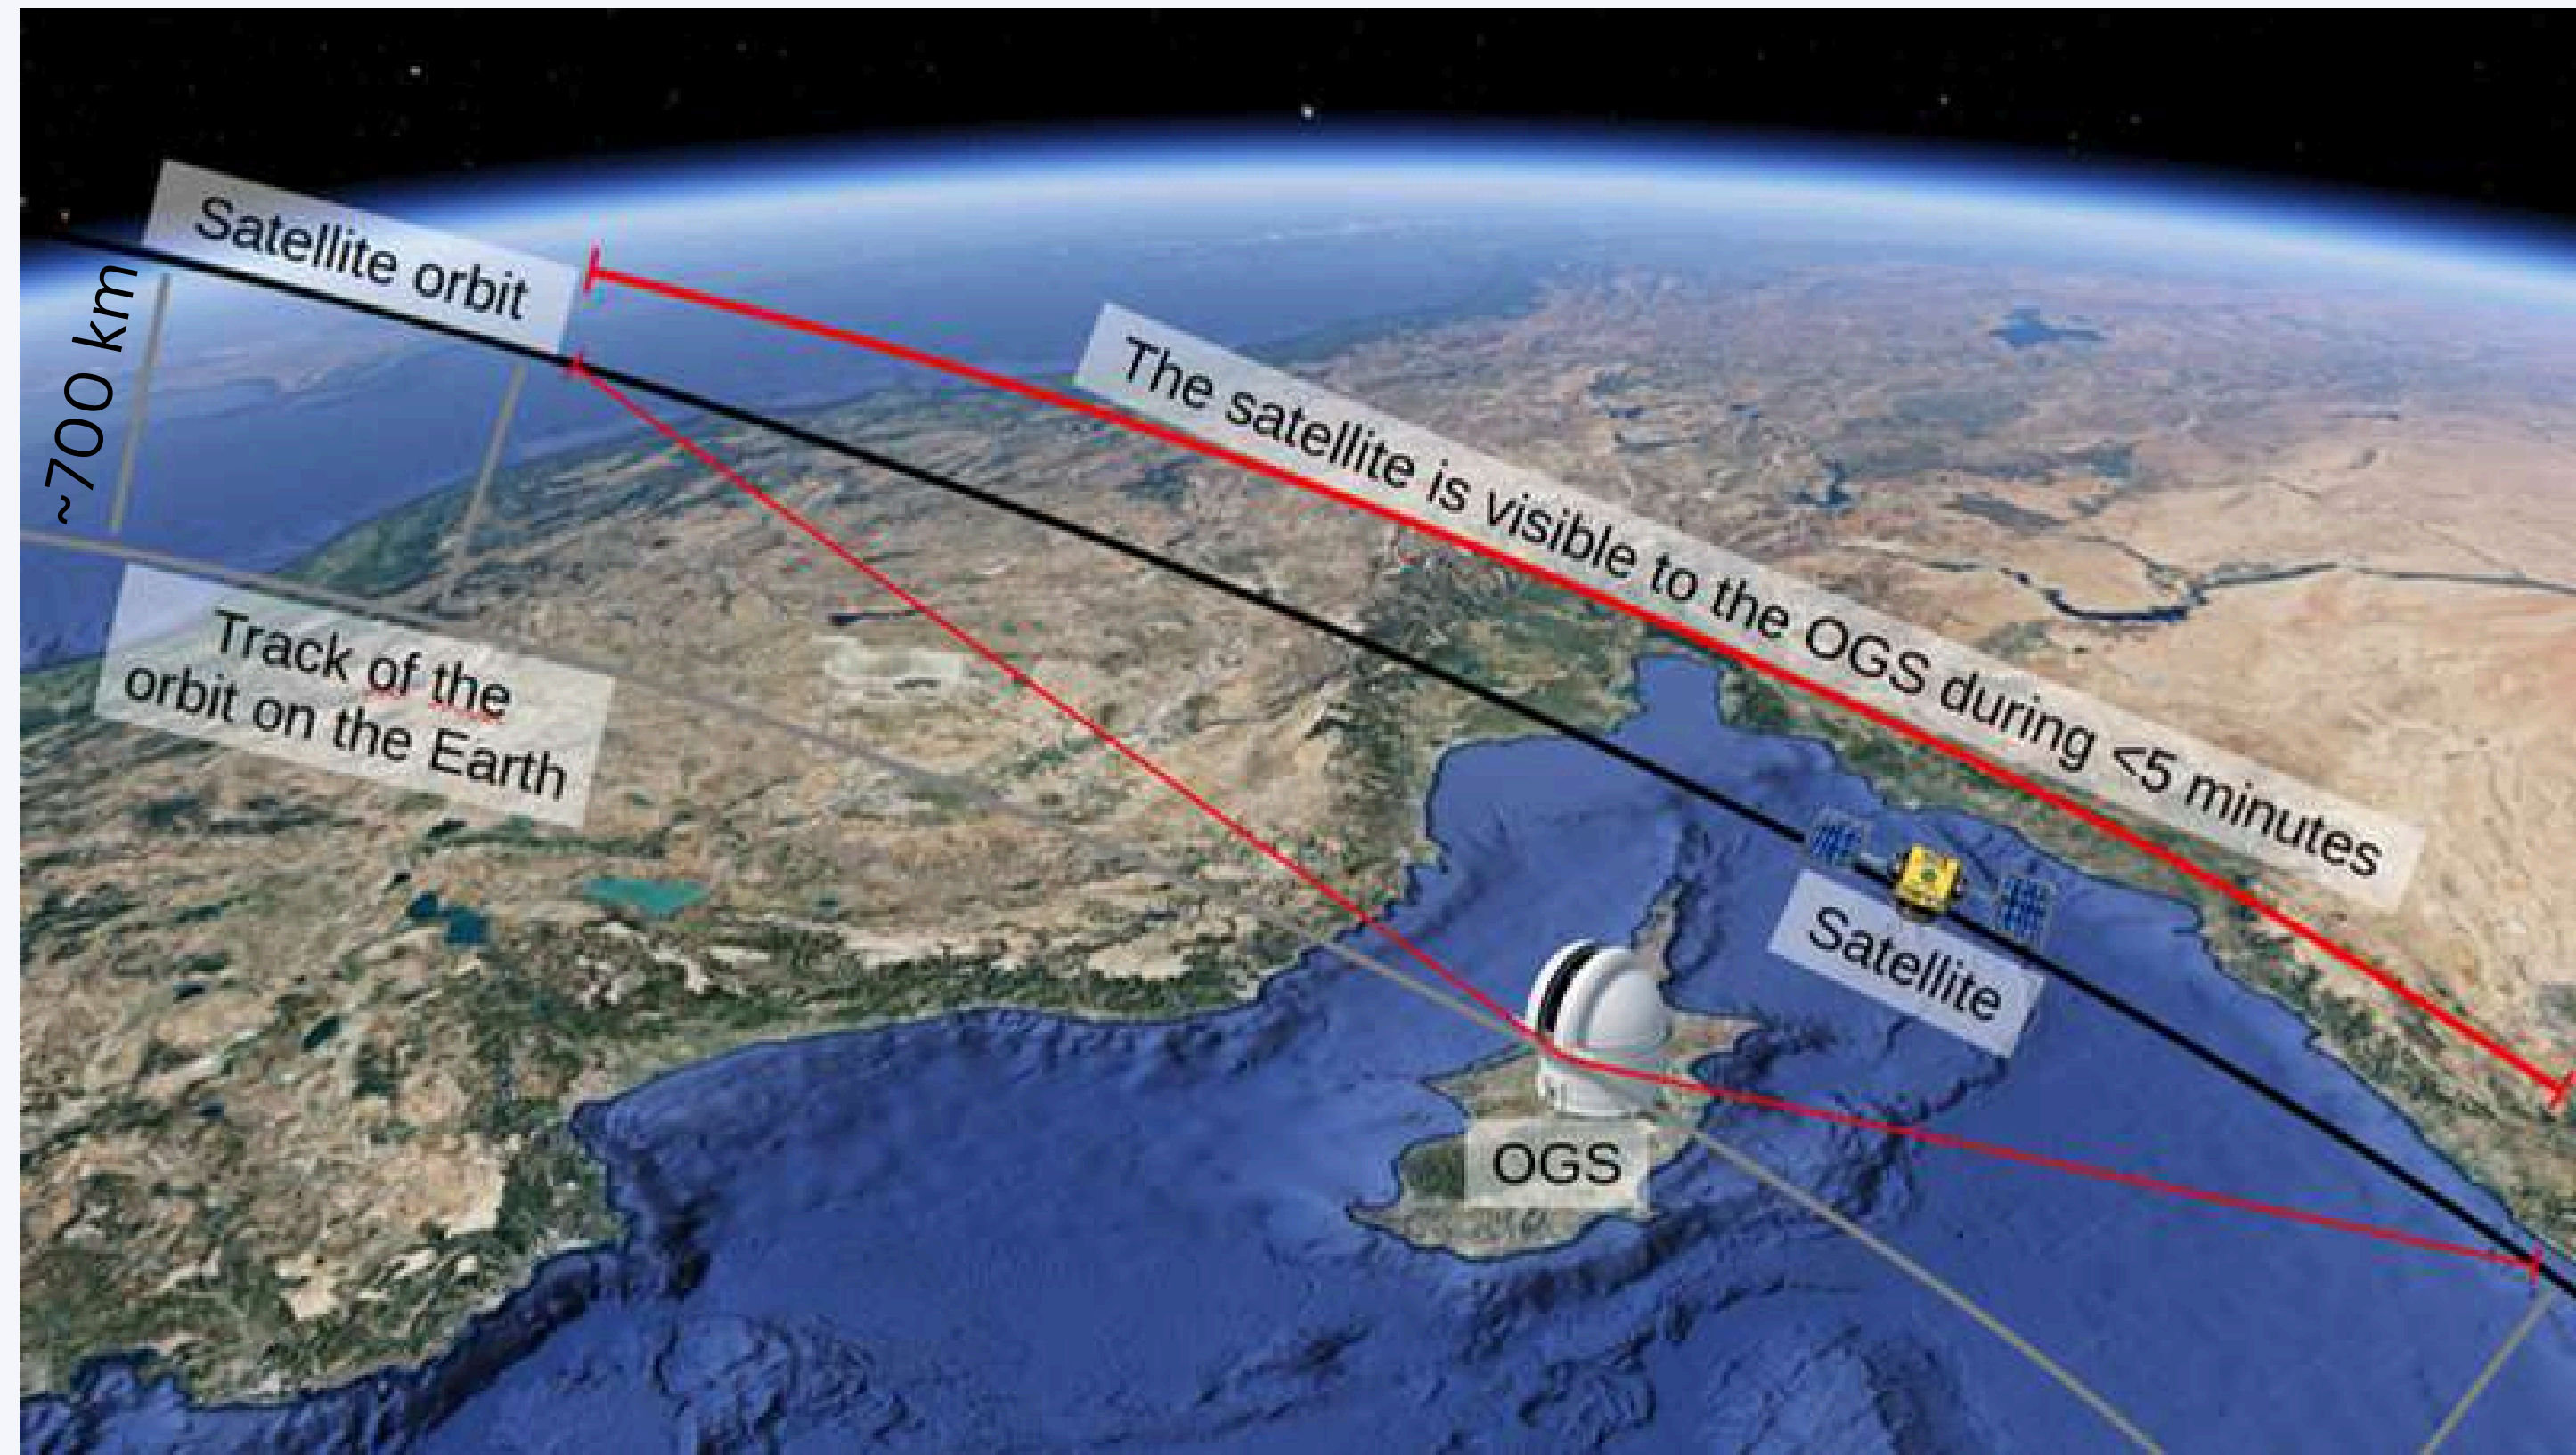 Satellite orbit
~700 km
The satellite is visible to the OGS during <5 minutes
Track of the
orbit on the Earth
Satellite
OGS